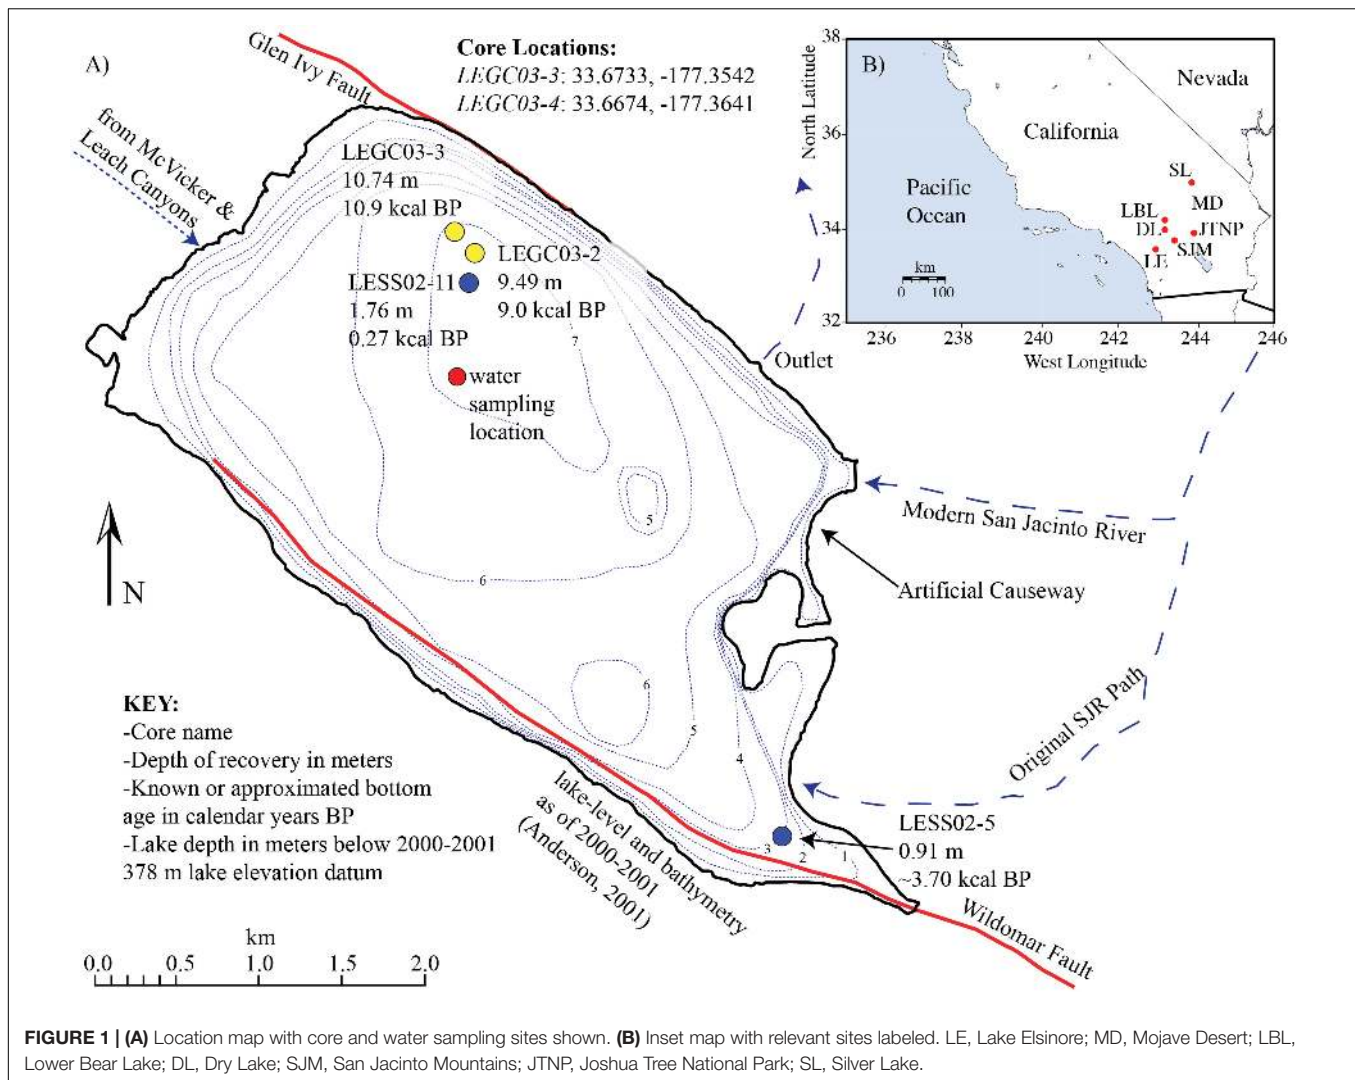 A)
Glen Ivy Fault
Core Locations:
LEGC03-3: 33.6733, -177.3542
LEGC03-4: 33.6674, -177.3641
from McVicker &
Leach Canyons
LEGC03-3
10.74 m
10.9 kcal BP
LEGC03-2
9.49 m
9.0 kcal BP
LESS02-11
1.76 m
0.27 kcal BP
7
water
sampling
location
5
6
6
5
4
3
2
1
Outlet
Modern San Jacinto River
Artificial Causeway
Original SJR Path
LESS02-5
0.91 m
~3.70 kcal BP
Wildomar Fault
lake-level and bathymetry
as of 2000-2001
(Anderson, 2001)
N
KEY:
-Core name
-Depth of recovery in meters
-Known or approximated bottom
age in calendar years BP
-Lake depth in meters below 2000-2001
378 m lake elevation datum
km
0.0 0.5 1.0 1.5 2.0
B)
North Latitude
38
36
34
32
236 238 240 242 244 246
West Longitude
Nevada
California
Pacific
Ocean
SL
MD
LBL
DL
JTNP
SJM
LE
km
0 100
FIGURE 1 | (A) Location map with core and water sampling sites shown. (B) Inset map with relevant sites labeled. LE, Lake Elsinore; MD, Mojave Desert; LBL,
Lower Bear Lake; DL, Dry Lake; SJM, San Jacinto Mountains; JTNP, Joshua Tree National Park; SL, Silver Lake.